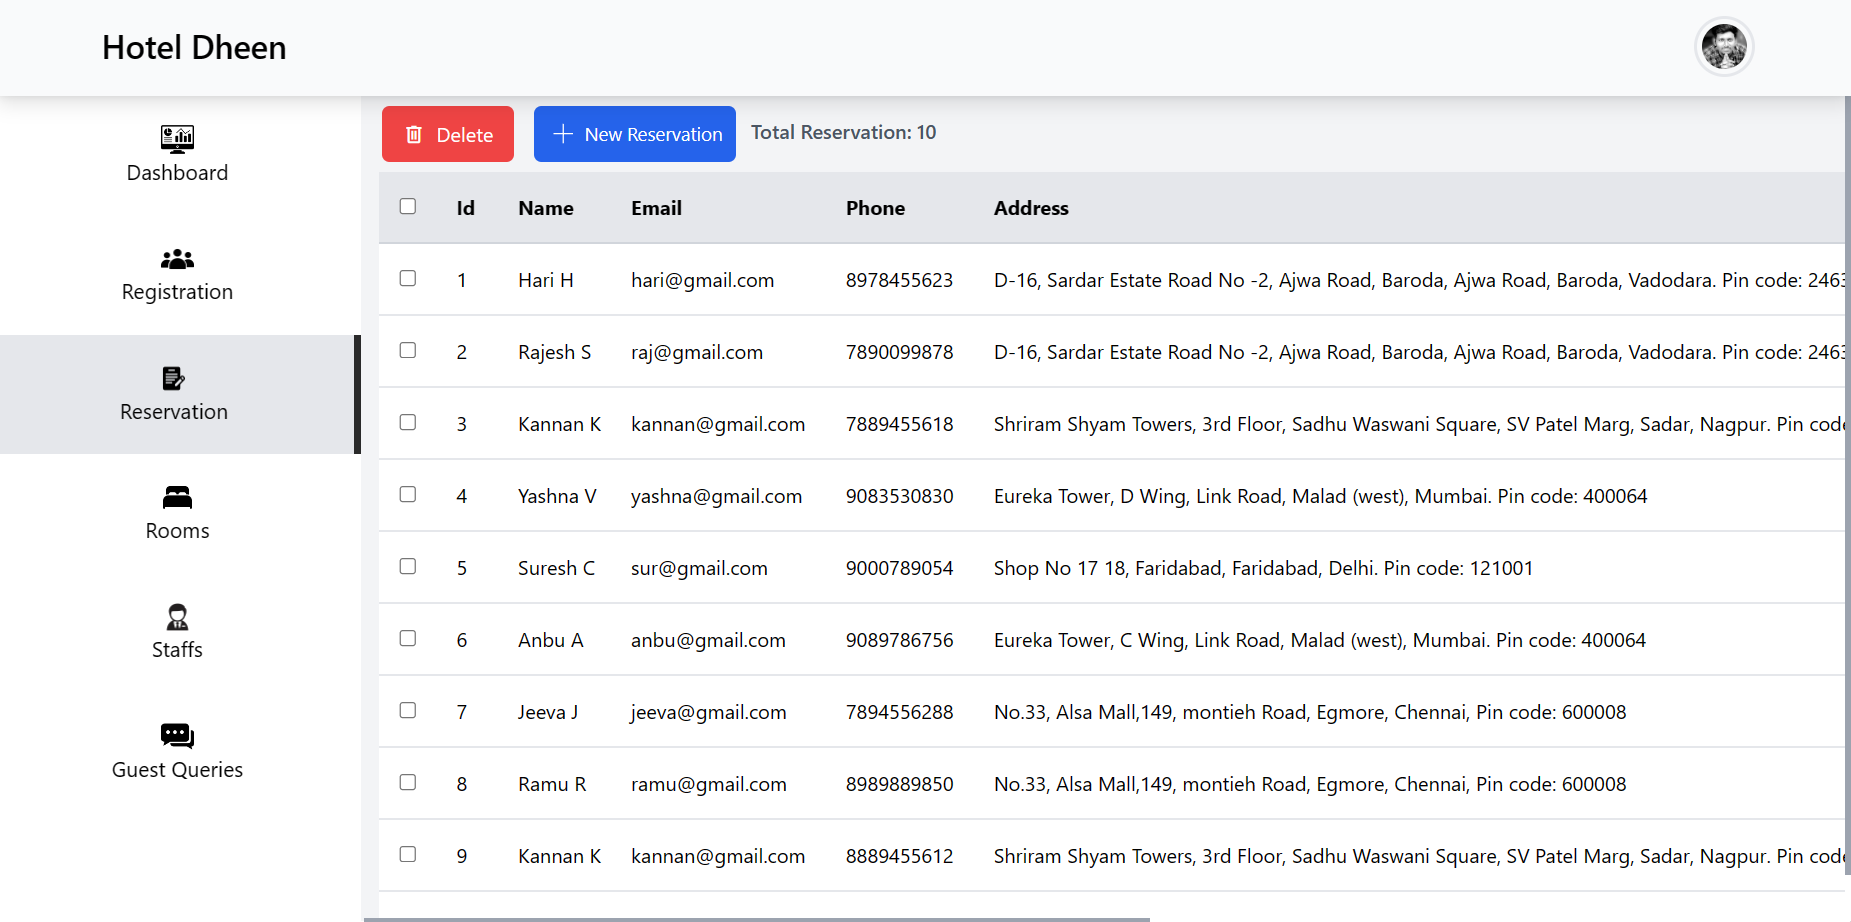 Hotel Dheen
Dashboard
Registration
Reservation
Rooms
Staffs
Guest Queries
Delete New Reservation Total Reservation: 10
Id Name Email Phone Address
1 Hari H hari@gmail.com 8978455623 D-16, Sardar Estate Road No -2, Ajwa Road, Baroda, Ajwa Road, Baroda, Vadodara. Pin code: 2463
2 Rajesh S raj@gmail.com 7890099878 D-16, Sardar Estate Road No -2, Ajwa Road, Baroda, Ajwa Road, Baroda, Vadodara. Pin code: 2463
3 Kannan K kannan@gmail.com 7889455618 Shriram Shyam Towers, 3rd Floor, Sadhu Waswani Square, SV Patel Marg, Sadar, Nagpur. Pin code
4 Yashna V yashna@gmail.com 9083530830 Eureka Tower, D Wing, Link Road, Malad (west), Mumbai. Pin code: 400064
5 Suresh C sur@gmail.com 9000789054 Shop No 17 18, Faridabad, Faridabad, Delhi. Pin code: 121001
6 Anbu A anbu@gmail.com 9089786756 Eureka Tower, C Wing, Link Road, Malad (west), Mumbai. Pin code: 400064
7 Jeeva J jeeva@gmail.com 7894556288 No.33, Alsa Mall,149, montieh Road, Egmore, Chennai, Pin code: 600008
8 Ramu R ramu@gmail.com 8989889850 No.33, Alsa Mall,149, montieh Road, Egmore, Chennai, Pin code: 600008
9 Kannan K kannan@gmail.com 8889455612 Shriram Shyam Towers, 3rd Floor, Sadhu Waswani Square, SV Patel Marg, Sadar, Nagpur. Pin code